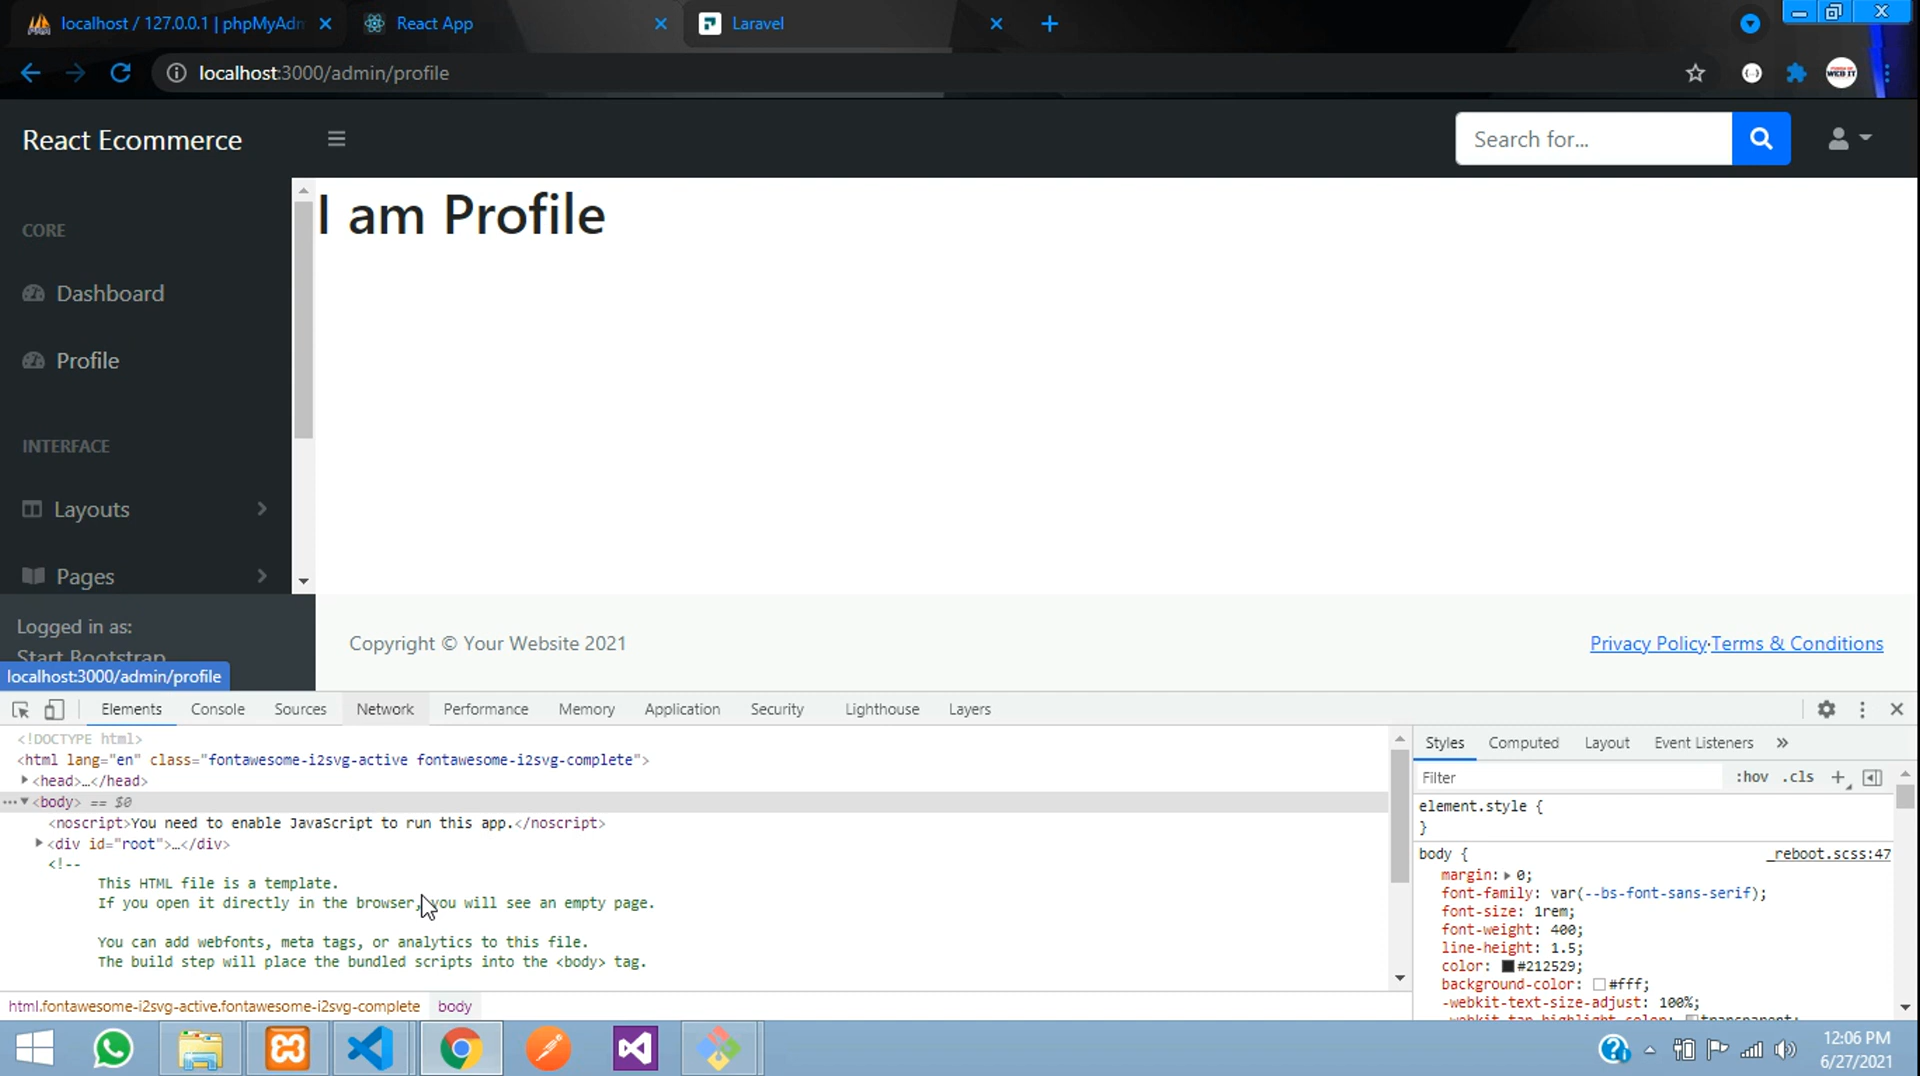 localhost / 127.0.0.1 | phpMyAdm
React App
Laravel
localhost:3000/admin/profile
WEB IT
React Ecommerce
Search for...
I am Profile
CORE
Dashboard
Profile
INTERFACE
Layouts
Pages
Logged in as:
Start Bootstrap
localhost:3000/admin/profile
Copyright © Your Website 2021
Privacy Policy·Terms & Conditions
Elements Console Sources Network Performance Memory Application Security Lighthouse Layers
<!DOCTYPE html>
<html lang="en" class="fontawesome-i2svg-active fontawesome-i2svg-complete">
<head>…</head>
<body> == $0
<noscript>You need to enable JavaScript to run this app.</noscript>
<div id="root">…</div>
<!--
This HTML file is a template.
If you open it directly in the browser, you will see an empty page.
You can add webfonts, meta tags, or analytics to this file.
The build step will place the bundled scripts into the <body> tag.
html.fontawesome-i2svg-active.fontawesome-i2svg-complete body
Styles Computed Layout Event Listeners
Filter :hov .cls
element.style {
}
body { _reboot.scss:47
margin: 0;
font-family: var(--bs-font-sans-serif);
font-size: 1rem;
font-weight: 400;
line-height: 1.5;
color: #212529;
background-color: #fff;
-webkit-text-size-adjust: 100%;
-webkit-tap-highlight-color: transparent;
12:06 PM
6/27/2021